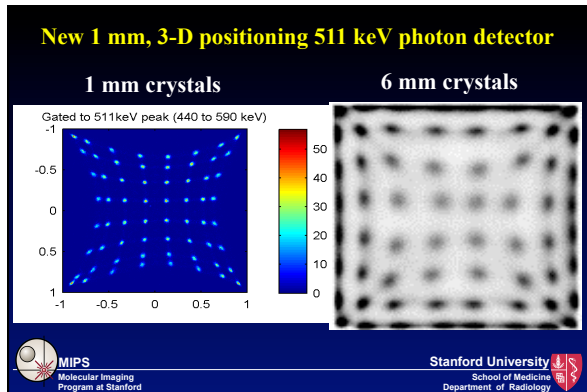 New 1 mm, 3-D positioning 511 keV photon detector
1 mm crystals
6 mm crystals
Gated to 511keV peak (440 to 590 keV)
-1
-0.5
0
0.5
1
-1
-0.5
0
0.5
1
50
40
30
20
10
0
MIPS
Molecular Imaging
Program at Stanford
Stanford University
School of Medicine
Department of Radiology